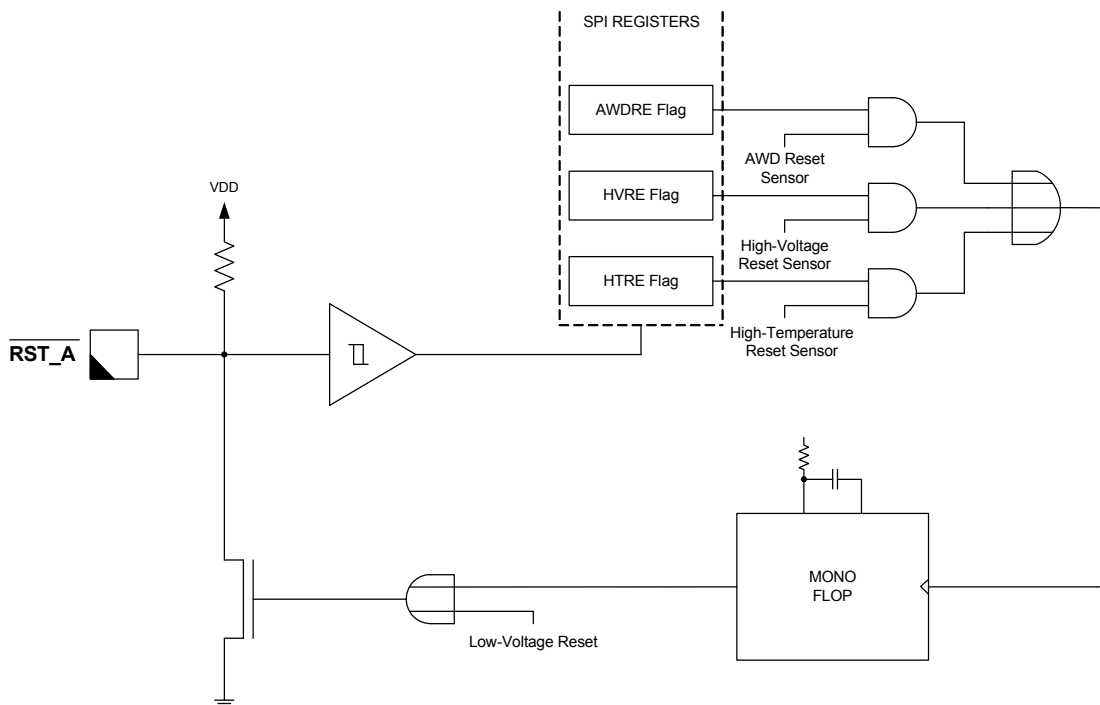 SPI REGISTERS
AWDRE Flag
AWD Reset
Sensor
VDD
HVRE Flag
High-Voltage
Reset Sensor
HTRE Flag
High-Temperature
Reset Sensor
RST_A
MONO
FLOP
Low-Voltage Reset